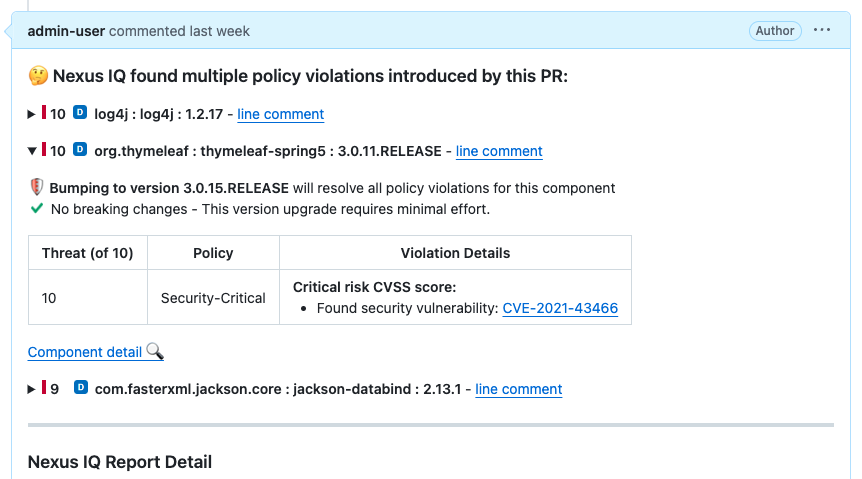 admin-user commented last week Author ...
Nexus IQ found multiple policy violations introduced by this PR:
10 D log4j : log4j : 1.2.17 - line comment
10 D org.thymeleaf : thymeleaf-spring5 : 3.0.11.RELEASE - line comment
Bumping to version 3.0.15.RELEASE will resolve all policy violations for this component
No breaking changes - This version upgrade requires minimal effort.
Threat (of 10) Policy Violation Details
Critical risk CVSS score:
10 Security-Critical
• Found security vulnerability: CVE-2021-43466
Component detail
9 D com.fasterxml.jackson.core : jackson-databind : 2.13.1 - line comment
Nexus IQ Report Detail